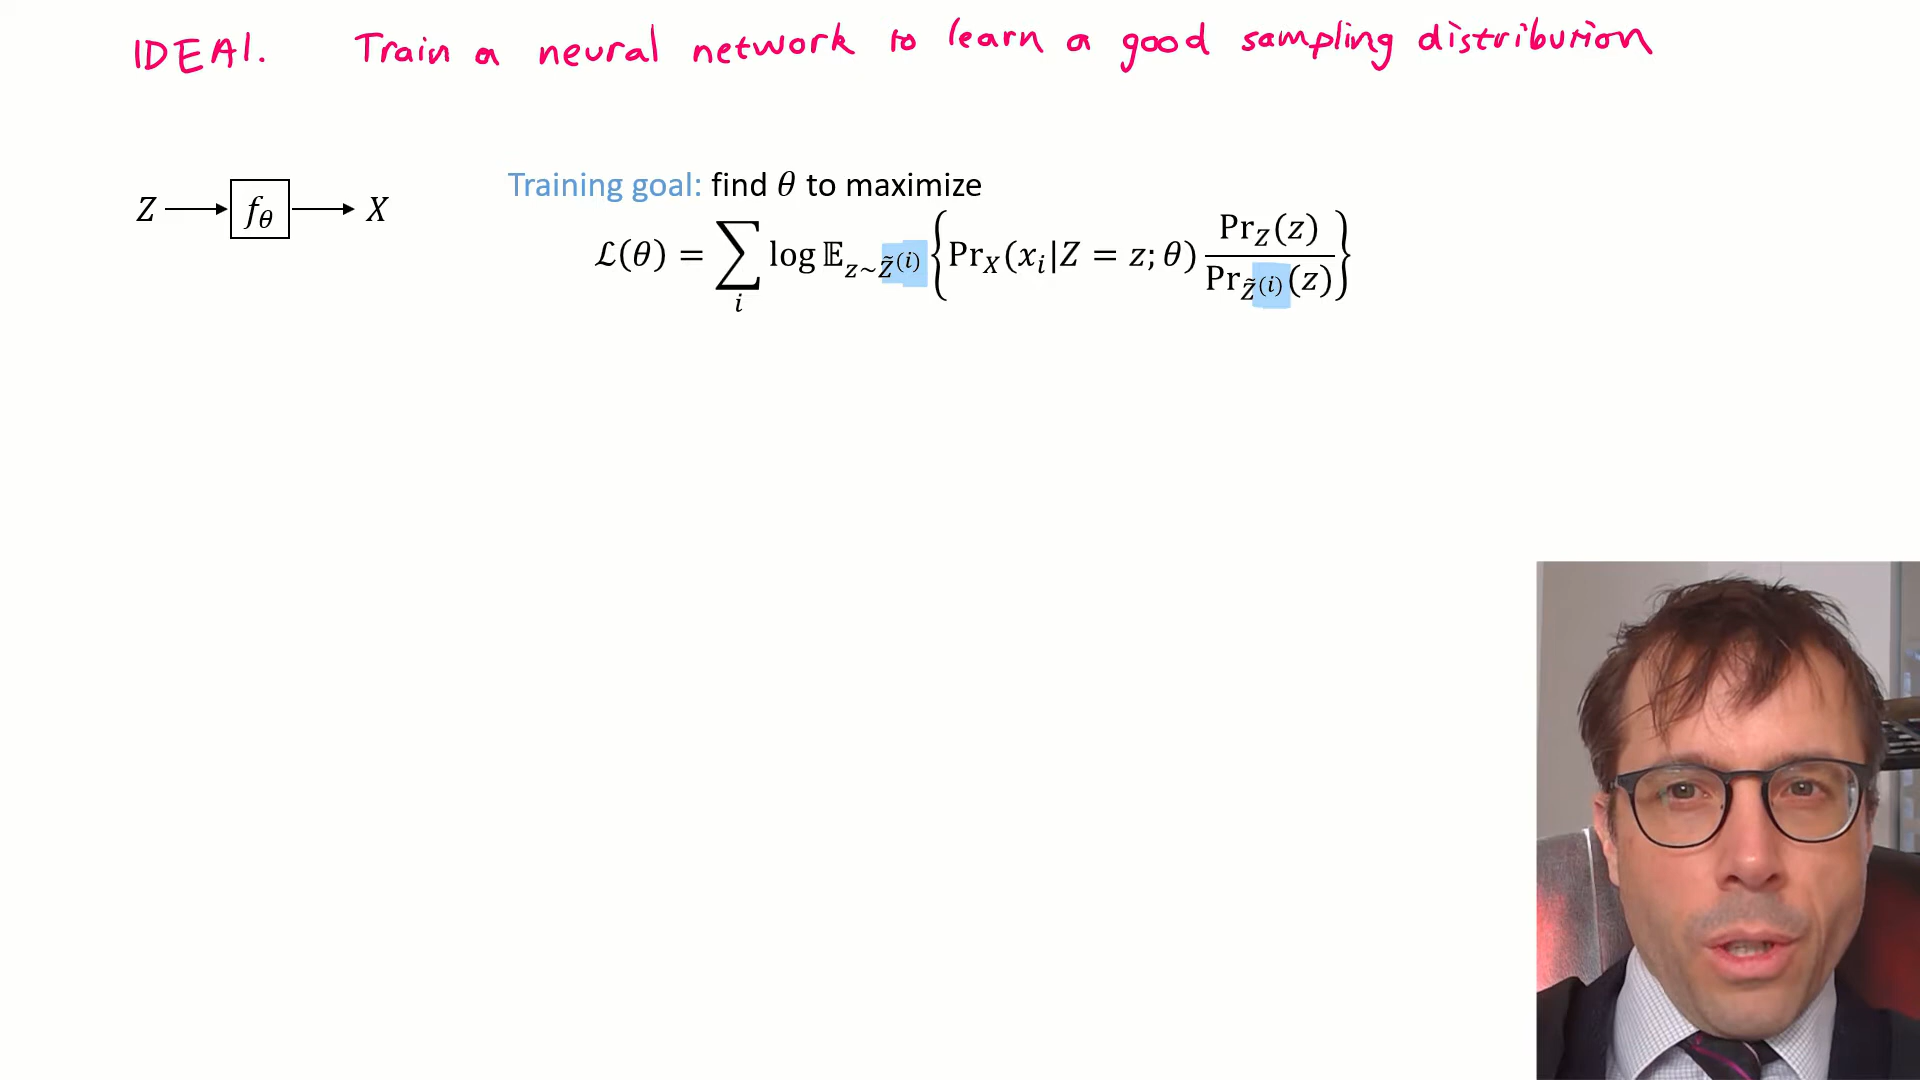 IDEA 1. Train a neural network to learn a good sampling distribution
Z → f_θ → X
Training goal: find θ to maximize
ℒ(θ) = ∑_i log 𝔼_{z~Z̃^{(i)}} { Pr_X(x_i|Z = z; θ) Pr_Z(z) / Pr_{Z̃^{(i)}}(z) }